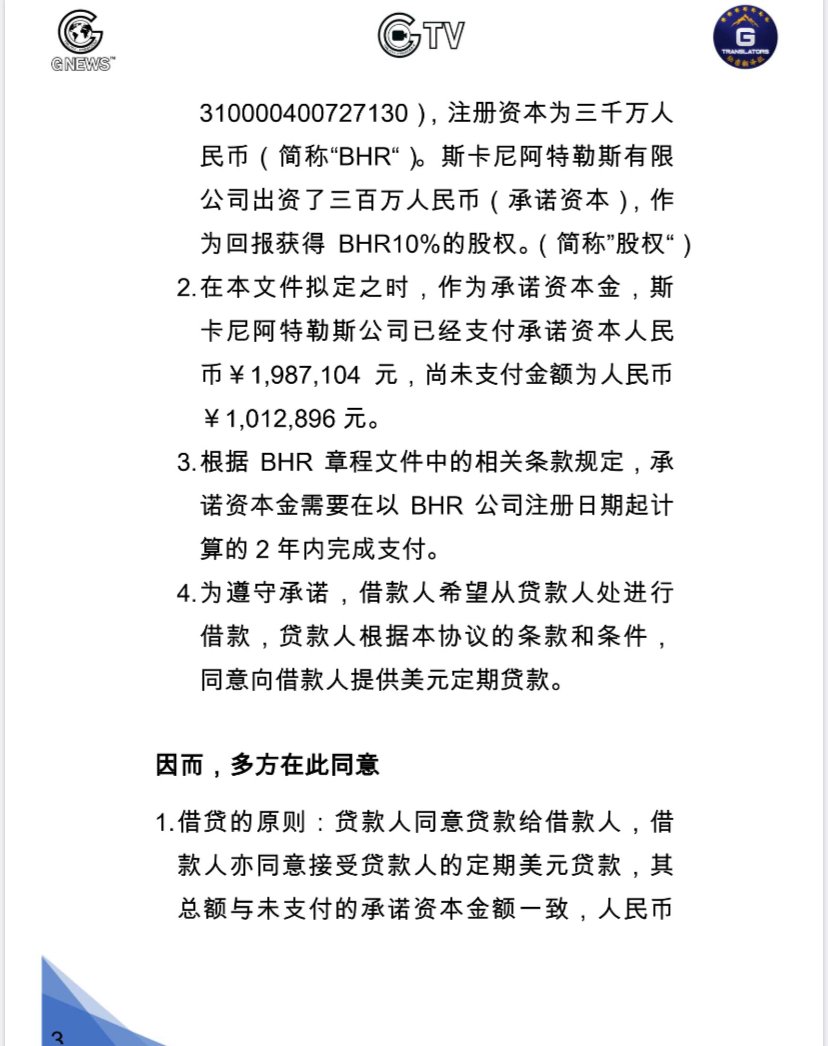 GNEWS™
GTV
G
TRANSLATORS
310000400727130），注册资本为三千万人
民币（简称“BHR“）。斯卡尼阿特勒斯有限
公司出资了三百万人民币（承诺资本），作
为回报获得 BHR10%的股权。（简称”股权“）
2.在本文件拟定之时，作为承诺资本金，斯
卡尼阿特勒斯公司已经支付承诺资本人民
币￥1,987,104 元，尚未支付金额为人民币
￥1,012,896 元。
3.根据 BHR 章程文件中的相关条款规定，承
诺资本金需要在以 BHR 公司注册日期起计
算的 2 年内完成支付。
4.为遵守承诺，借款人希望从贷款人处进行
借款，贷款人根据本协议的条款和条件，
同意向借款人提供美元定期贷款。
因而，多方在此同意
1.借贷的原则：贷款人同意贷款给借款人，借
款人亦同意接受贷款人的定期美元贷款，其
总额与未支付的承诺资本金额一致，人民币
3